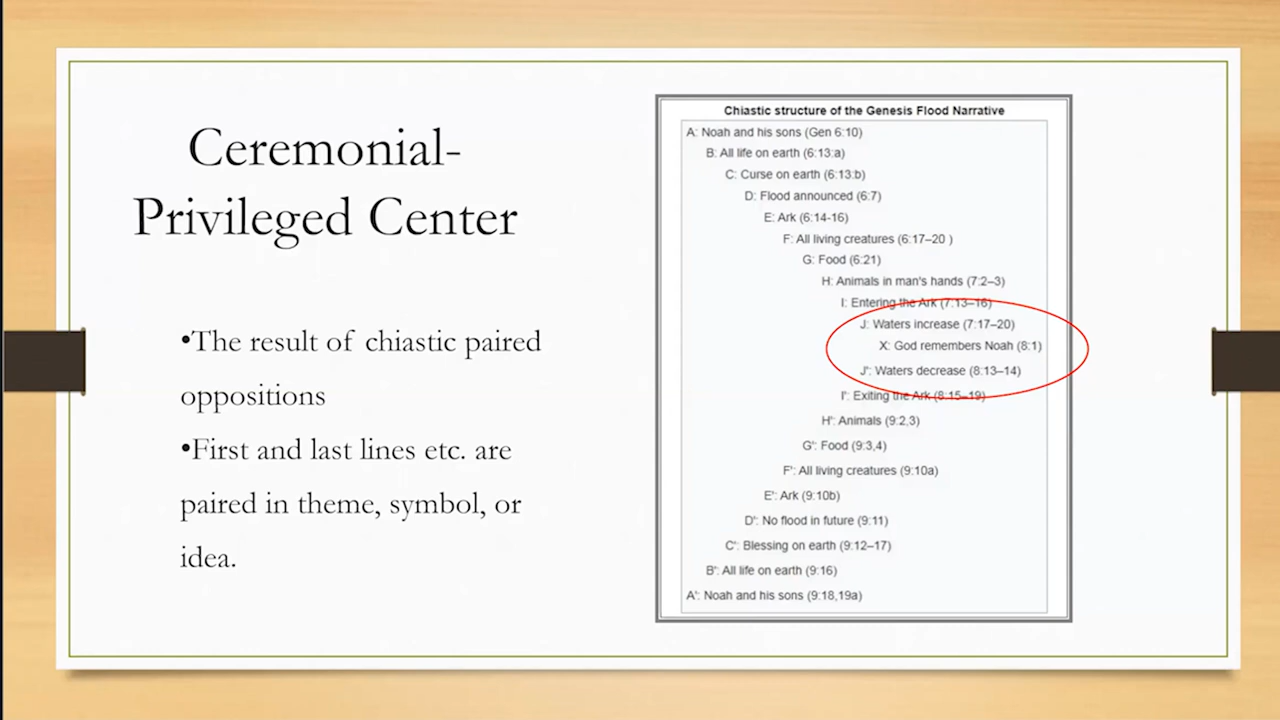 Ceremonial-
Privileged Center
•The result of chiastic paired
oppositions
•First and last lines etc. are
paired in theme, symbol, or
idea.
Chiastic structure of the Genesis Flood Narrative
A: Noah and his sons (Gen 6:10)
B: All life on earth (6:13:a)
C: Curse on earth (6:13:b)
D: Flood announced (6:7)
E: Ark (6:14-16)
F: All living creatures (6:17–20 )
G: Food (6:21)
H: Animals in man's hands (7:2–3)
I: Entering the Ark (7:13–16)
J: Waters increase (7:17–20)
X: God remembers Noah (8:1)
J': Waters decrease (8:13–14)
I': Exiting the Ark (8:15–19)
H': Animals (9:2,3)
G': Food (9:3,4)
F': All living creatures (9:10a)
E': Ark (9:10b)
D': No flood in future (9:11)
C': Blessing on earth (9:12–17)
B': All life on earth (9:16)
A': Noah and his sons (9:18,19a)